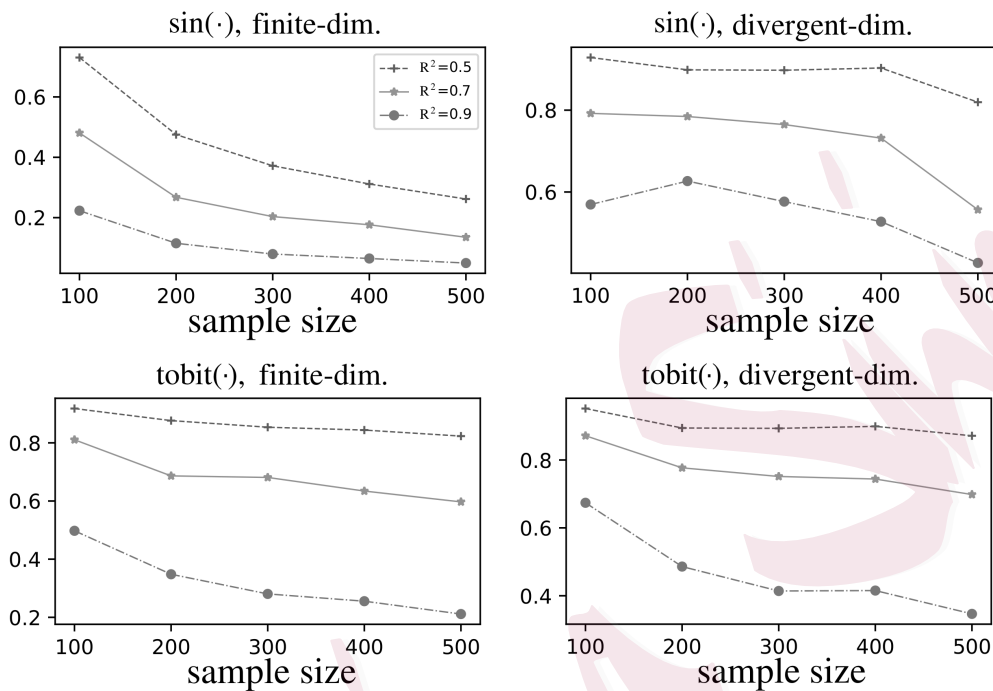 sin(·), finite-dim.
0.6
0.4
0.2
R²=0.5
R²=0.7
R²=0.9
100 200 300 400 500
sample size
sin(·), divergent-dim.
0.8
0.6
100 200 300 400 500
sample size
tobit(·), finite-dim.
0.8
0.6
0.4
0.2
100 200 300 400 500
sample size
tobit(·), divergent-dim.
0.8
0.6
0.4
100 200 300 400 500
sample size